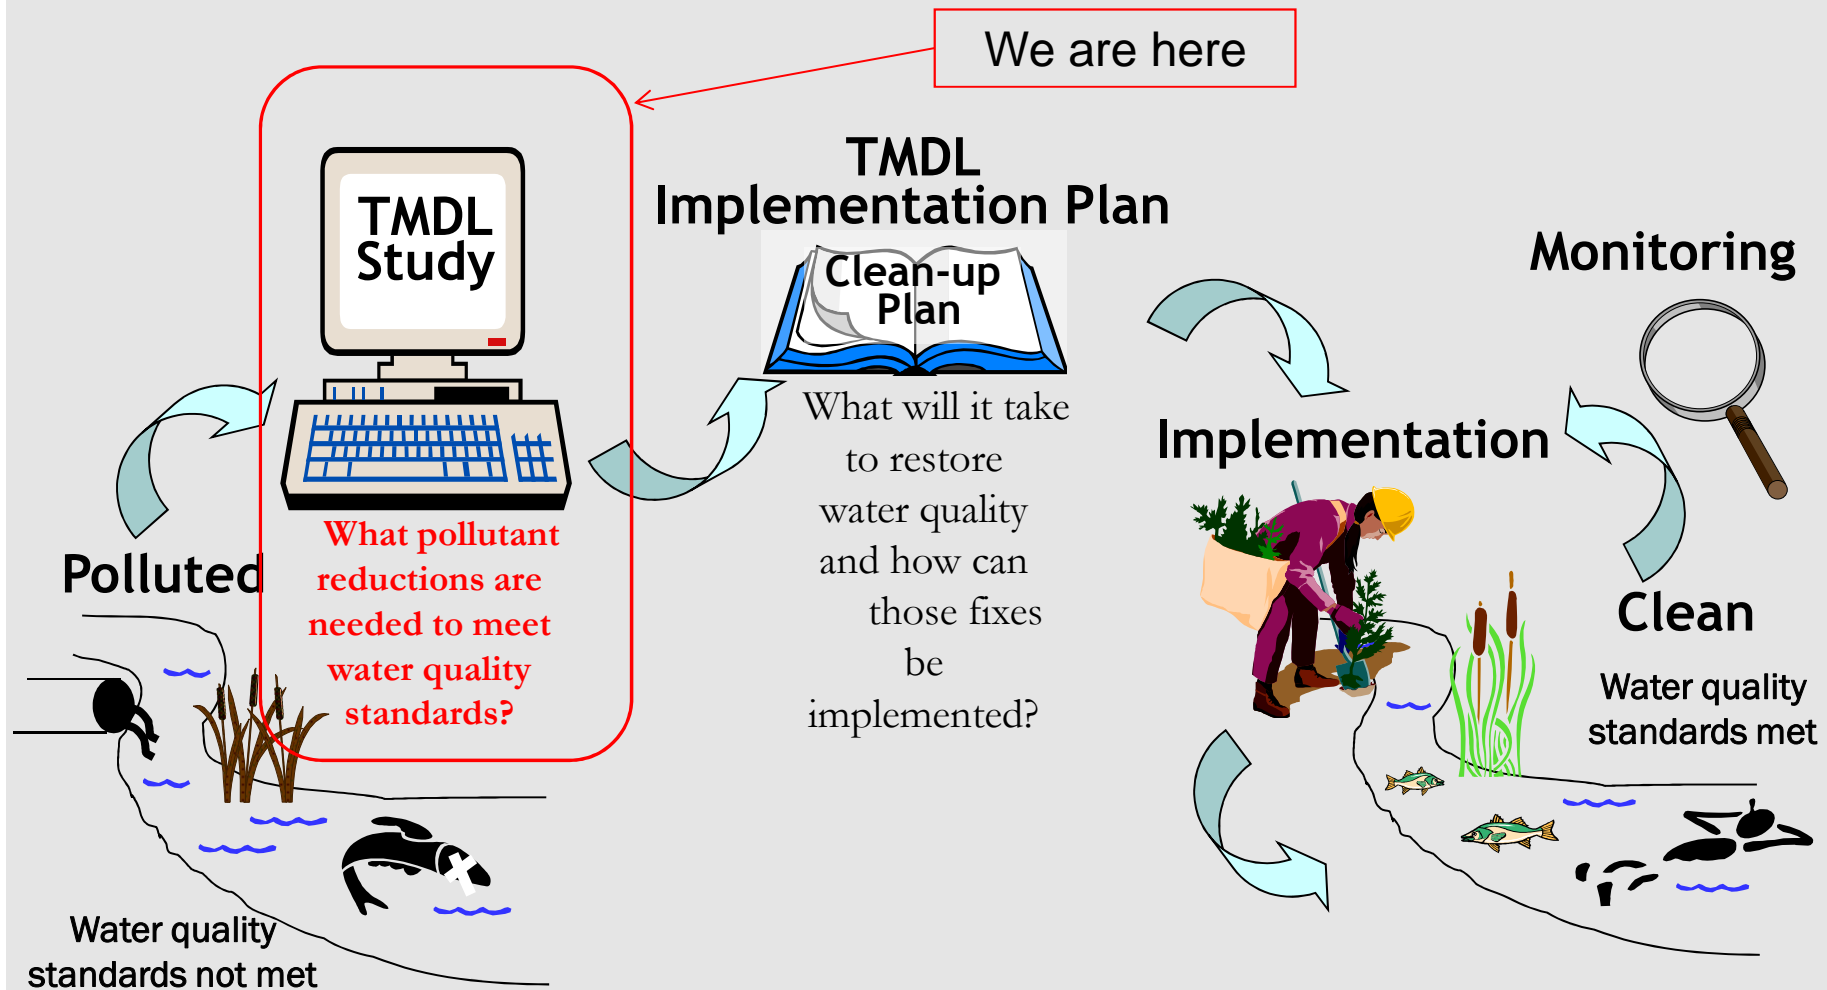 We are here
TMDL
Study
What pollutant
reductions are
needed to meet
water quality
standards?
TMDL
Implementation Plan
Clean-up
Plan
What will it take
to restore
water quality
and how can
those fixes
be
implemented?
Polluted
Water quality
standards not met
Implementation
Monitoring
Clean
Water quality
standards met